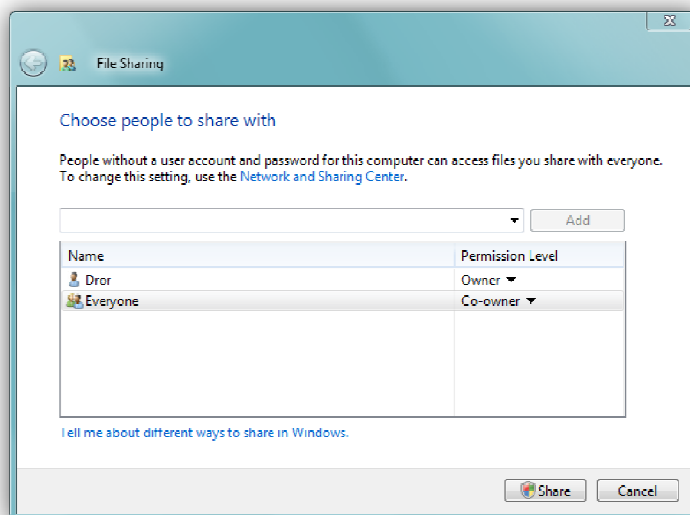 File Sharing
Choose people to share with
People without a user account and password for this computer can access files you share with everyone.
To change this setting, use the Network and Sharing Center.
Add
Name Permission Level
Dror Owner
Everyone Co-owner
Tell me about different ways to share in Windows.
Share Cancel